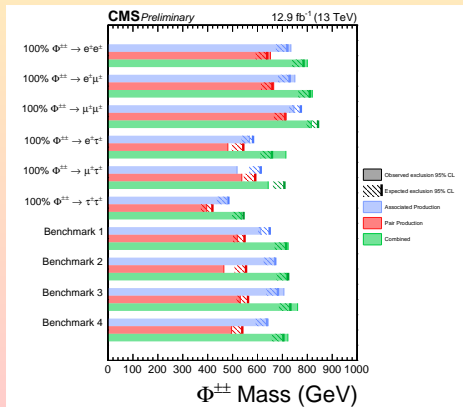 CMS Preliminary 12.9 fb⁻¹ (13 TeV)
100% Φ±± → e±e±
100% Φ±± → e±μ±
100% Φ±± → μ±μ±
100% Φ±± → e±τ±
100% Φ±± → μ±τ±
100% Φ±± → τ±τ±
Benchmark 1
Benchmark 2
Benchmark 3
Benchmark 4
Observed exclusion 95% CL
Expected exclusion 95% CL
Associated Production
Pair Production
Combined
0 100 200 300 400 500 600 700 800 900 1000
Φ±± Mass (GeV)